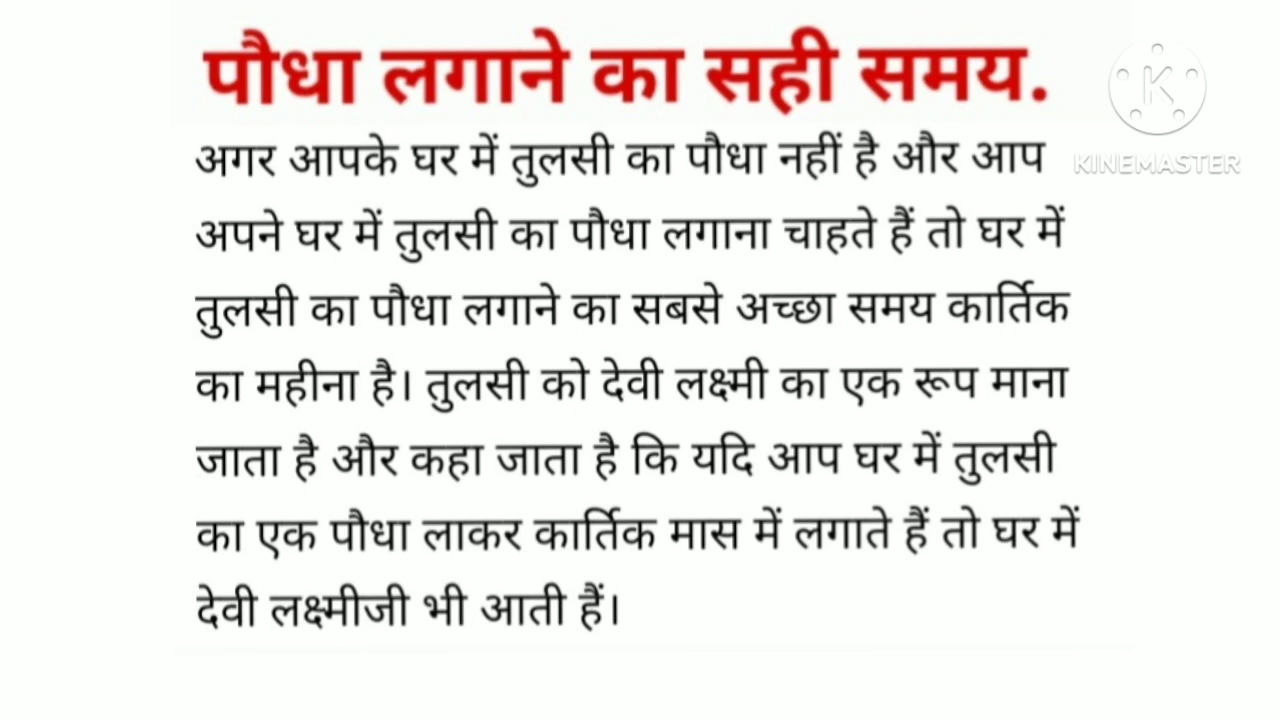 पौधा लगाने का सही समय.
अगर आपके घर में तुलसी का पौधा नहीं है और आप
अपने घर में तुलसी का पौधा लगाना चाहते हैं तो घर में
तुलसी का पौधा लगाने का सबसे अच्छा समय कार्तिक
का महीना है। तुलसी को देवी लक्ष्मी का एक रूप माना
जाता है और कहा जाता है कि यदि आप घर में तुलसी
का एक पौधा लाकर कार्तिक मास में लगाते हैं तो घर में
देवी लक्ष्मीजी भी आती हैं।
K
KINEMASTER